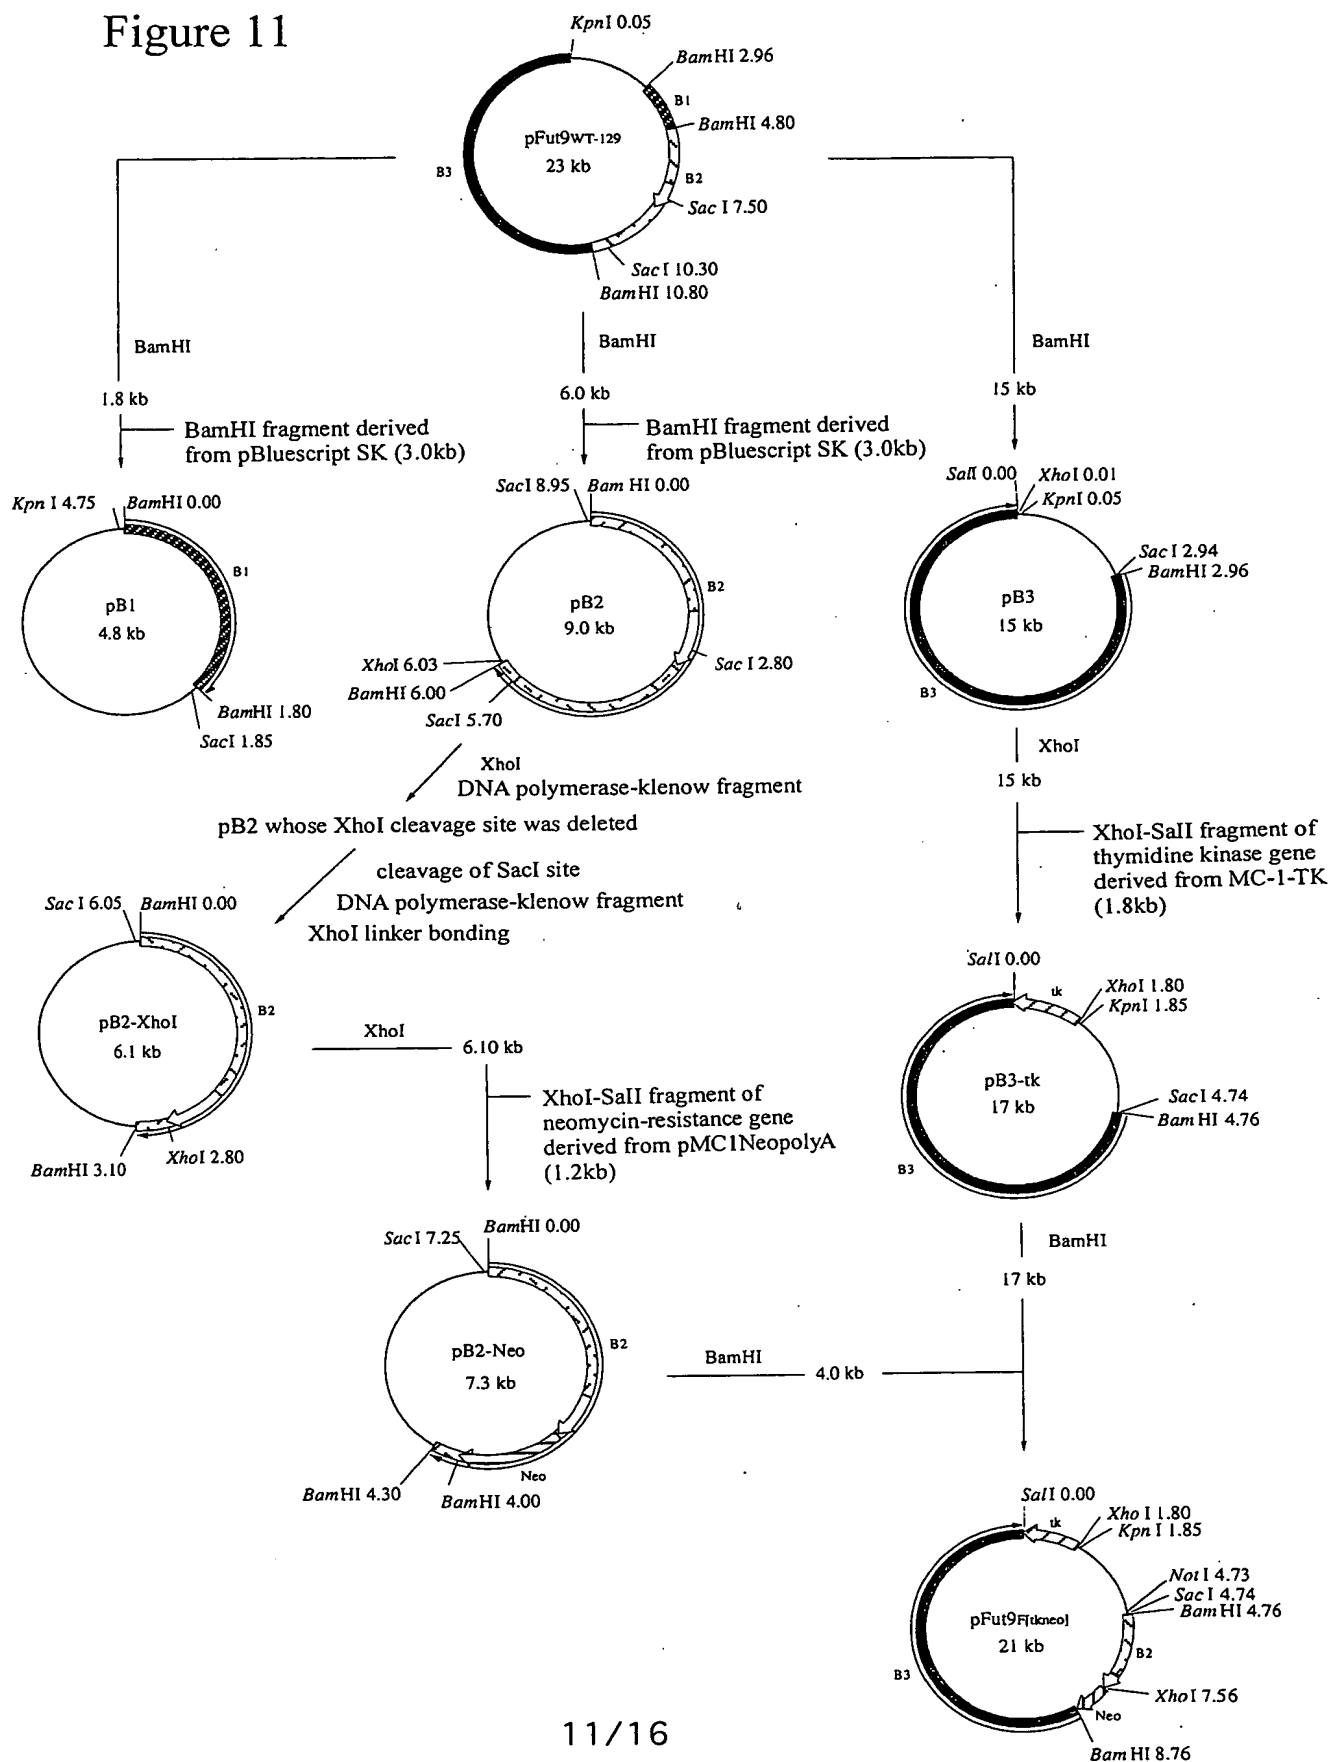 Figure 11
KpnI 0.05
BamHI 2.96
B1
BamHI 4.80
pFut9WT-129
23 kb
B3
B2
Sac I 7.50
Sac I 10.30
BamHI 10.80
BamHI
BamHI
BamHI
1.8 kb
6.0 kb
15 kb
BamHI fragment derived
from pBluescript SK (3.0kb)
BamHI fragment derived
from pBluescript SK (3.0kb)
Kpn I 4.75
BamHI 0.00
B1
pB1
4.8 kb
BamHI 1.80
SacI 1.85
SacI 8.95
Bam HI 0.00
B2
pB2
9.0 kb
Sac I 2.80
XhoI 6.03
BamHI 6.00
SacI 5.70
SalI 0.00
XhoI 0.01
KpnI 0.05
Sac I 2.94
BamHI 2.96
pB3
15 kb
B3
XhoI
DNA polymerase-klenow fragment
pB2 whose XhoI cleavage site was deleted
cleavage of SacI site
DNA polymerase-klenow fragment
XhoI linker bonding
XhoI
15 kb
XhoI-SalI fragment of
thymidine kinase gene
derived from MC-1-TK
(1.8kb)
Sac I 6.05
BamHI 0.00
B2
pB2-XhoI
6.1 kb
BamHI 3.10
XhoI 2.80
XhoI
6.10 kb
XhoI-SalI fragment of
neomycin-resistance gene
derived from pMC1NeopolyA
(1.2kb)
SalI 0.00
tk
XhoI 1.80
KpnI 1.85
pB3-tk
17 kb
SacI 4.74
Bam HI 4.76
B3
BamHI
17 kb
Sac I 7.25
BamHI 0.00
pB2-Neo
7.3 kb
B2
Neo
BamHI 4.30
BamHI 4.00
BamHI
4.0 kb
SalI 0.00
tk
Xho I 1.80
Kpn I 1.85
Not I 4.73
Sac I 4.74
Bam HI 4.76
pFut9F[tkneo]
21 kb
B2
B3
XhoI 7.56
Neo
Bam HI 8.76
11/16